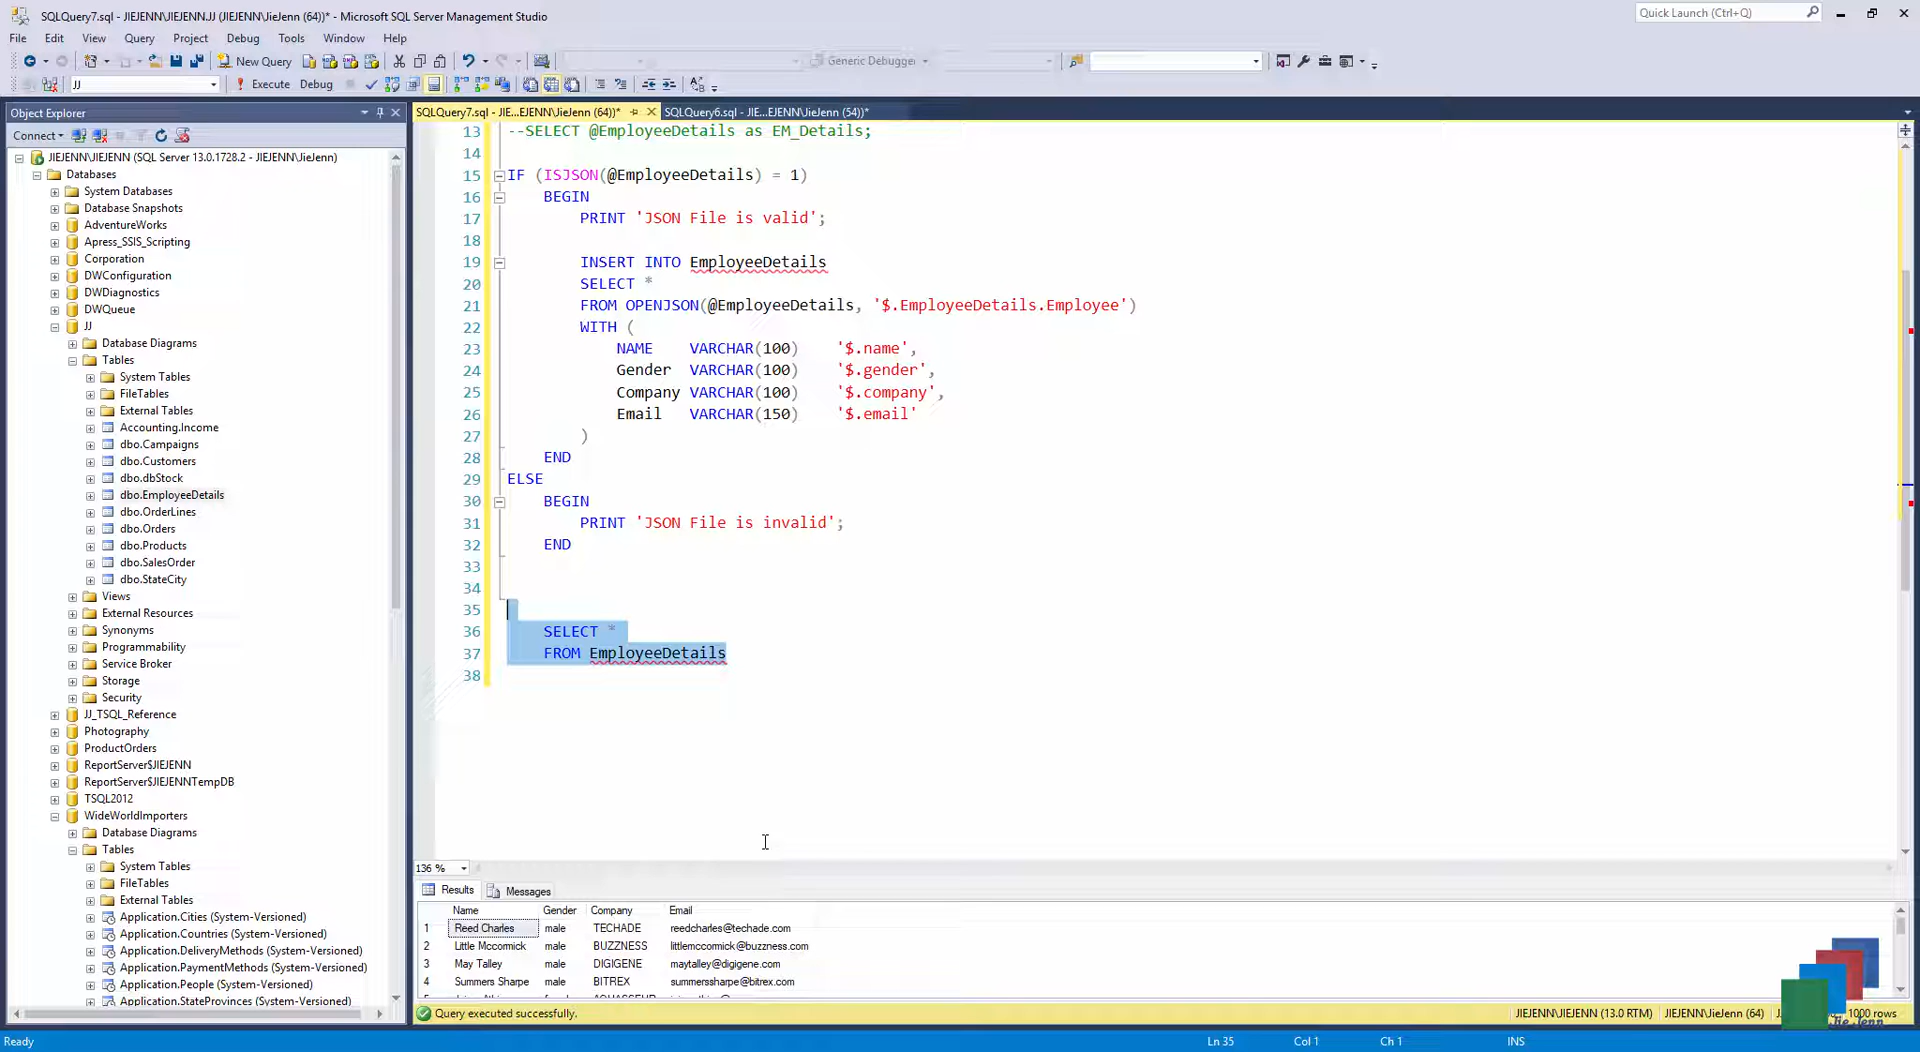 SQLQuery7.sql - JIEJENN\JIEJENN.JJ (JIEJENN\JieJenn (64))* - Microsoft SQL Server Management Studio
Quick Launch (Ctrl+Q)
File Edit View Query Project Debug Tools Window Help
New Query
Generic Debugger
JJ
Execute Debug
Object Explorer
SQLQuery7.sql - JIE...EJENN\JieJenn (64))*
SQLQuery6.sql - JIE...EJENN\JieJenn (54))*
Connect
JIEJENN\JIEJENN (SQL Server 13.0.1728.2 - JIEJENN\JieJenn)
Databases
System Databases
Database Snapshots
AdventureWorks
Apress_SSIS_Scripting
Corporation
DWConfiguration
DWDiagnostics
DWQueue
JJ
Database Diagrams
Tables
System Tables
FileTables
External Tables
Accounting.Income
dbo.Campaigns
dbo.Customers
dbo.dbStock
dbo.EmployeeDetails
dbo.OrderLines
dbo.Orders
dbo.Products
dbo.SalesOrder
dbo.StateCity
Views
External Resources
Synonyms
Programmability
Service Broker
Storage
Security
JJ_TSQL_Reference
Photography
ProductOrders
ReportServer$JIEJENN
ReportServer$JIEJENNTempDB
TSQL2012
WideWorldImporters
Database Diagrams
Tables
System Tables
FileTables
External Tables
Application.Cities (System-Versioned)
Application.Countries (System-Versioned)
Application.DeliveryMethods (System-Versioned)
Application.PaymentMethods (System-Versioned)
Application.People (System-Versioned)
Application.StateProvinces (System-Versioned)
13 --SELECT @EmployeeDetails as EM_Details;
14
15 IF (ISJSON(@EmployeeDetails) = 1)
16 BEGIN
17 PRINT 'JSON File is valid';
18
19 INSERT INTO EmployeeDetails
20 SELECT *
21 FROM OPENJSON(@EmployeeDetails, '$.EmployeeDetails.Employee')
22 WITH (
23 NAME VARCHAR(100) '$.name',
24 Gender VARCHAR(100) '$.gender',
25 Company VARCHAR(100) '$.company',
26 Email VARCHAR(150) '$.email'
27 )
28 END
29 ELSE
30 BEGIN
31 PRINT 'JSON File is invalid';
32 END
33
34
35
36 SELECT *
37 FROM EmployeeDetails
38
136 %
Results Messages
Name Gender Company Email
1 Reed Charles male TECHADE reedcharles@techade.com
2 Little Mccormick male BUZZNESS littlemccormick@buzzness.com
3 May Talley male DIGIGENE maytalley@digigene.com
4 Summers Sharpe male BITREX summerssharpe@bitrex.com
Query executed successfully.
JIEJENN\JIEJENN (13.0 RTM) JIEJENN\JieJenn (64) 1000 rows
Jie Jenn
Ready Ln 35 Col 1 Ch 1 INS